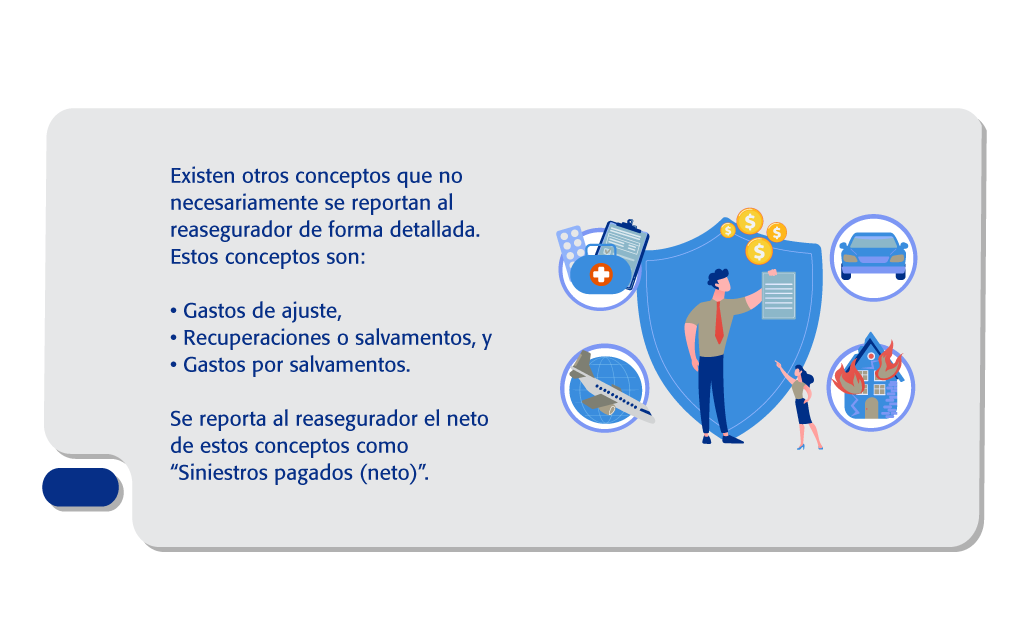 Existen otros conceptos que no
necesariamente se reportan al
reasegurador de forma detallada.
Estos conceptos son:
• Gastos de ajuste,
• Recuperaciones o salvamentos, y
• Gastos por salvamentos.
Se reporta al reasegurador el neto
de estos conceptos como
“Siniestros pagados (neto)”.
$
$
$
$